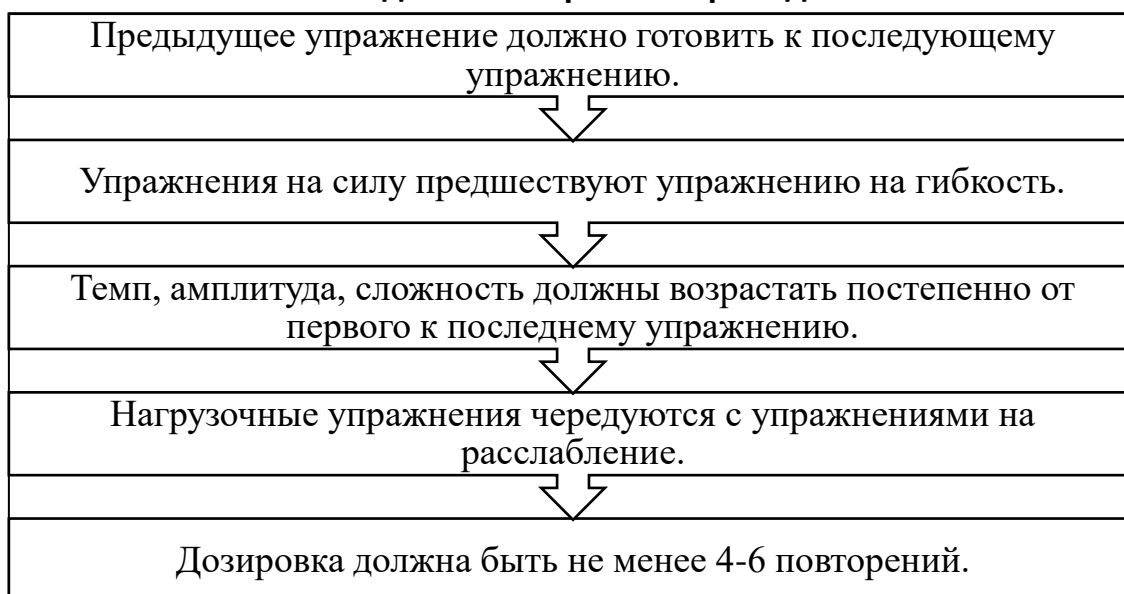 Предыдущее упражнение должно готовить к последующему
упражнению.
Упражнения на силу предшествуют упражнению на гибкость.
Темп, амплитуда, сложность должны возрастать постепенно от
первого к последнему упражнению.
Нагрузочные упражнения чередуются с упражнениями на
расслабление.
Дозировка должна быть не менее 4-6 повторений.